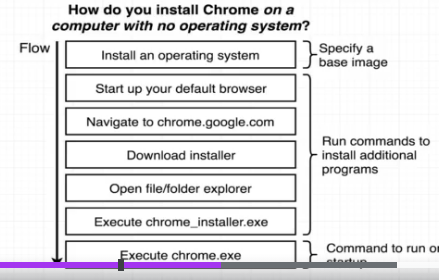 How do you install Chrome on a
computer with no operating system?
Flow
Install an operating system
Specify a
base image
Start up your default browser
Navigate to chrome.google.com
Download installer
Open file/folder explorer
Execute chrome_installer.exe
Run commands to
install additional
programs
Execute chrome.exe
Command to run on
startup